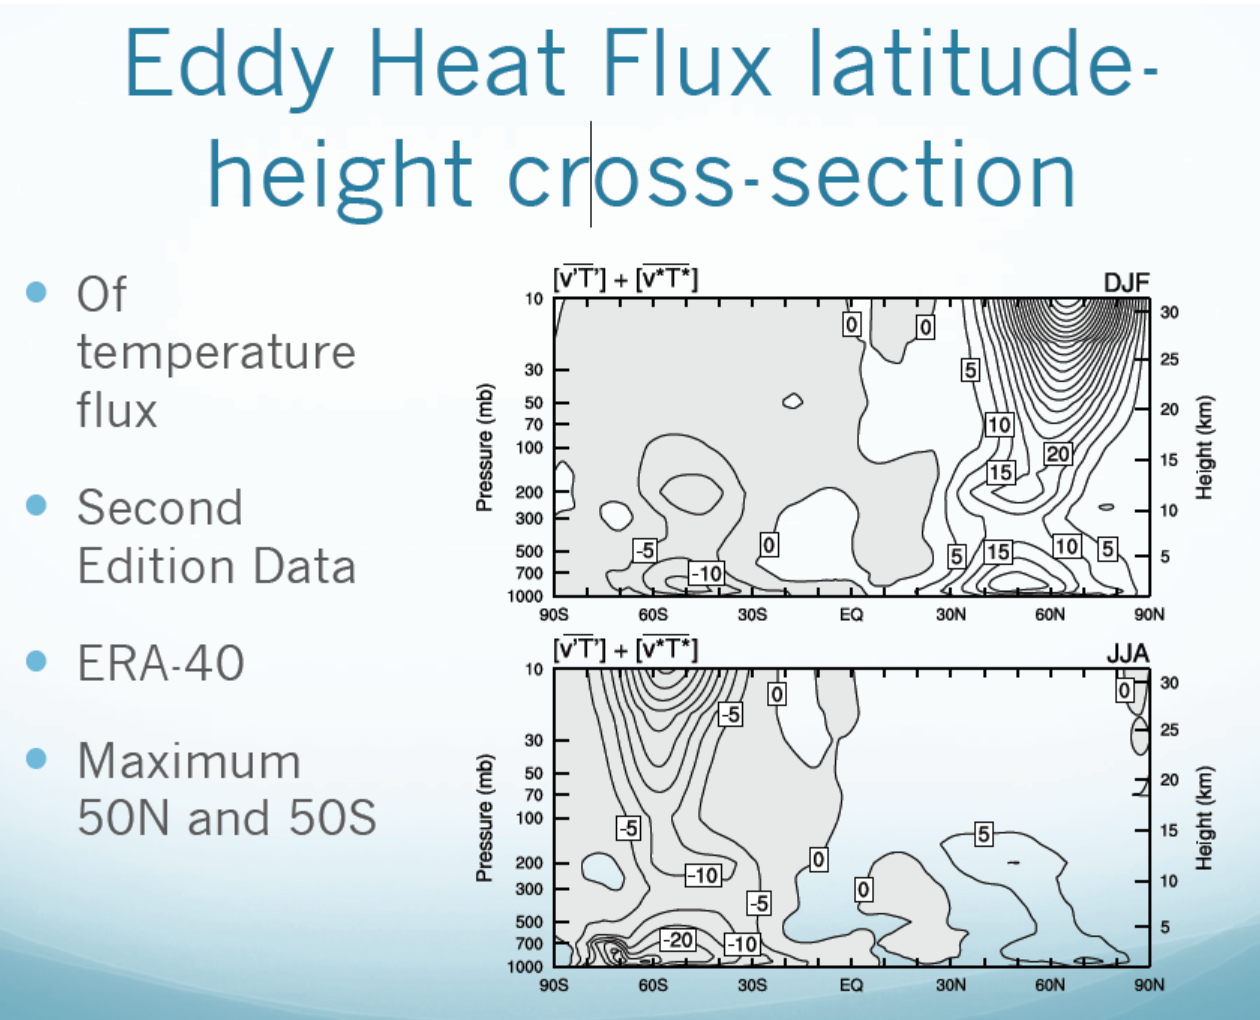 Eddy Heat Flux latitude-
height cross-section
• Of
temperature
flux
• Second
Edition Data
• ERA-40
• Maximum
50N and 50S
[v'T'] + [v*T*]
DJF
Pressure (mb)
10
30
50
70
100
200
300
500
700
1000
0
0
5
10
20
15
-5
0
5
15
10
5
-10
30
25
20
15
10
5
Height (km)
90S 60S 30S EQ 30N 60N 90N
[v'T'] + [v*T*]
JJA
Pressure (mb)
10
30
50
70
100
200
300
500
700
1000
0
0
-5
-5
5
0
-10
0
-5
-20
-10
30
25
20
15
10
5
Height (km)
90S 60S 30S EQ 30N 60N 90N